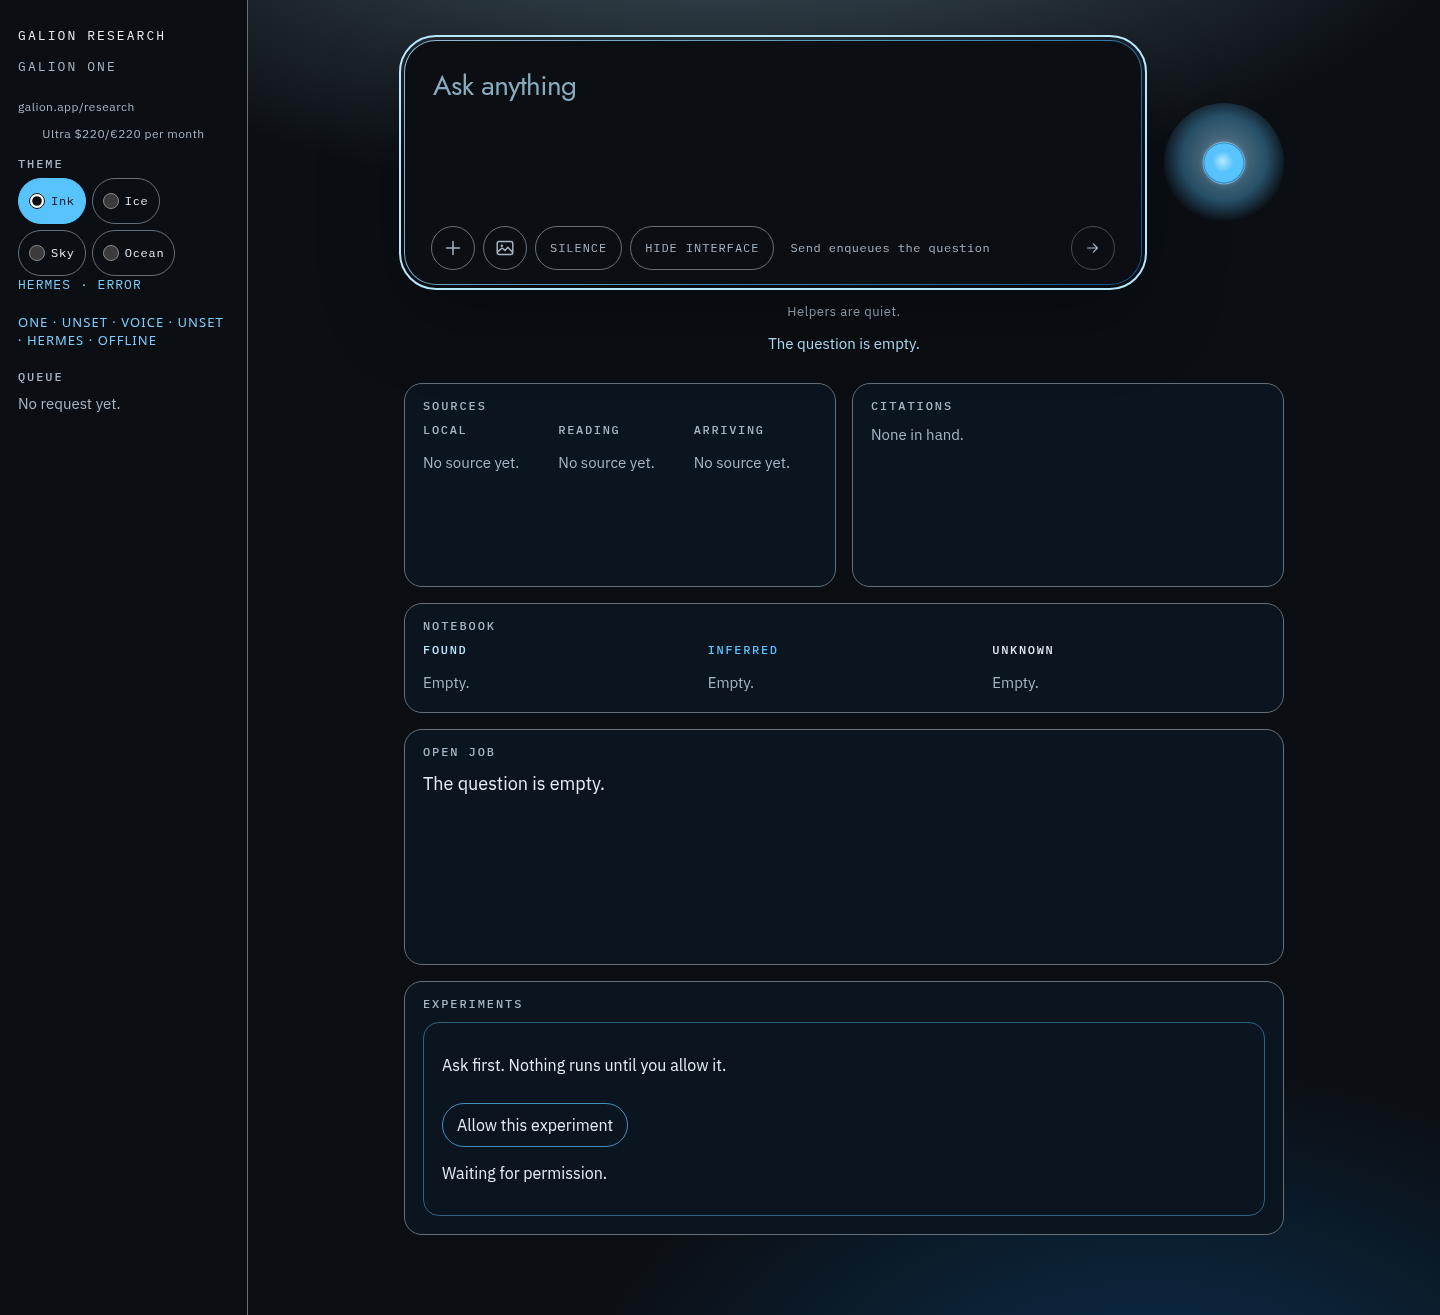 GALION RESEARCH
GALION ONE
galion.app/research
Ultra $220/€220 per month
THEME
Ink
Ice
Sky
Ocean
HERMES · ERROR
ONE · UNSET · VOICE · UNSET
· HERMES · OFFLINE
QUEUE
No request yet.
Ask anything
SILENCE
HIDE INTERFACE
Send enqueues the question
Helpers are quiet.
The question is empty.
SOURCES
LOCAL
READING
ARRIVING
No source yet.
No source yet.
No source yet.
CITATIONS
None in hand.
NOTEBOOK
FOUND
INFERRED
UNKNOWN
Empty.
Empty.
Empty.
OPEN JOB
The question is empty.
EXPERIMENTS
Ask first. Nothing runs until you allow it.
Allow this experiment
Waiting for permission.